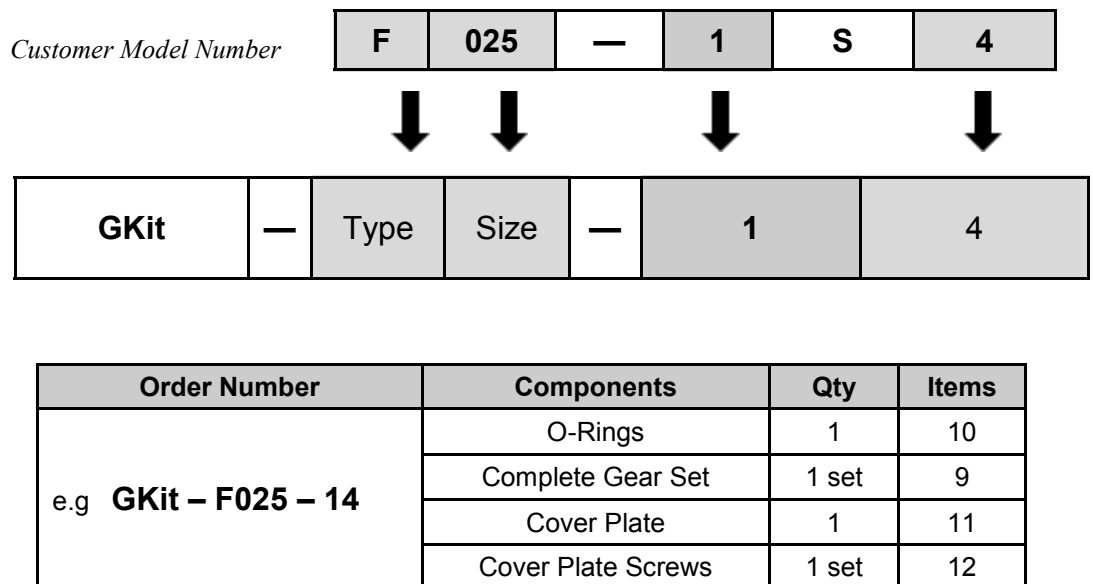 Customer Model Number F 025 — 1 S 4
GKit — Type Size — 1 4
Order Number Components Qty Items
e.g GKit – F025 – 14
O-Rings 1 10
Complete Gear Set 1 set 9
Cover Plate 1 11
Cover Plate Screws 1 set 12